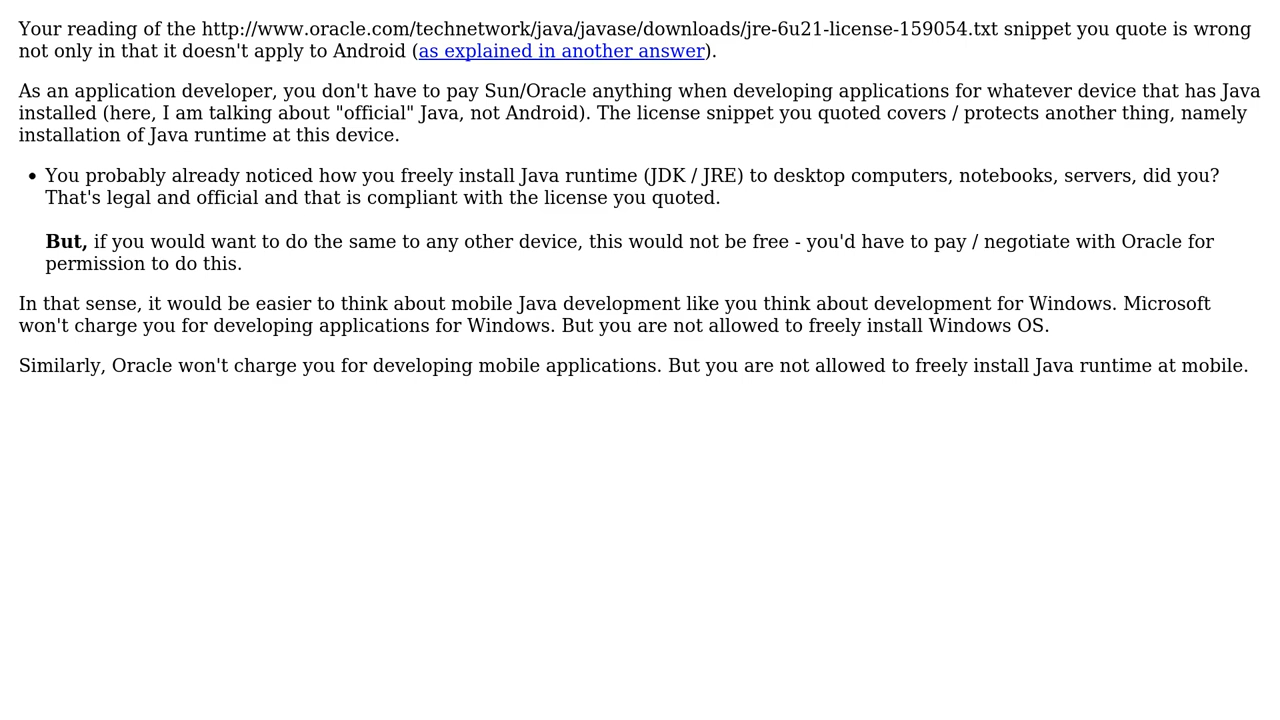 Your reading of the http://www.oracle.com/technetwork/java/javase/downloads/jre-6u21-license-159054.txt snippet you quote is wrong
not only in that it doesn't apply to Android (as explained in another answer).
As an application developer, you don't have to pay Sun/Oracle anything when developing applications for whatever device that has Java
installed (here, I am talking about "official" Java, not Android). The license snippet you quoted covers / protects another thing, namely
installation of Java runtime at this device.
• You probably already noticed how you freely install Java runtime (JDK / JRE) to desktop computers, notebooks, servers, did you?
That's legal and official and that is compliant with the license you quoted.
But, if you would want to do the same to any other device, this would not be free - you'd have to pay / negotiate with Oracle for
permission to do this.
In that sense, it would be easier to think about mobile Java development like you think about development for Windows. Microsoft
won't charge you for developing applications for Windows. But you are not allowed to freely install Windows OS.
Similarly, Oracle won't charge you for developing mobile applications. But you are not allowed to freely install Java runtime at mobile.